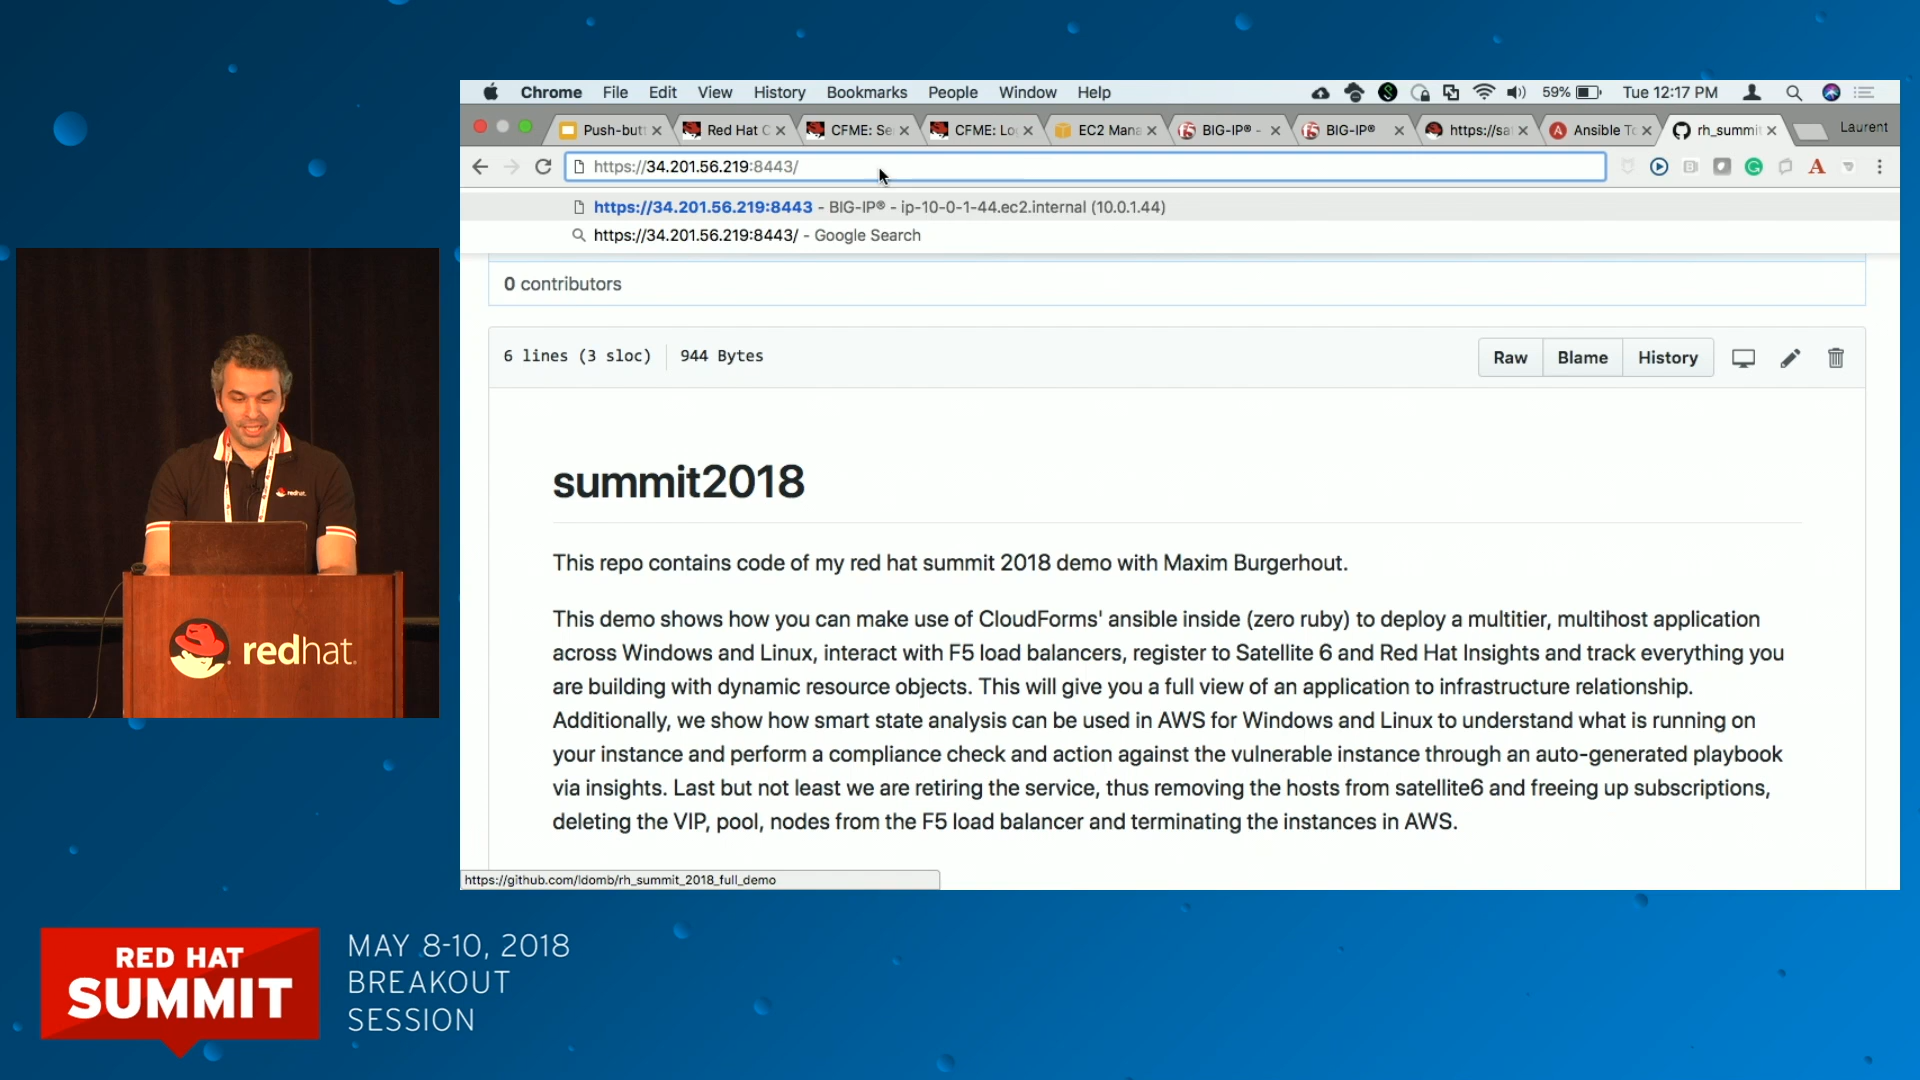 Chrome File Edit View History Bookmarks People Window Help 59% Tue 12:17 PM
Push-but Red Hat C CFME: Se CFME: Lo EC2 Mana BIG-IP® - BIG-IP® https://sa Ansible To rh_summit Laurent
https://34.201.56.219:8443/
https://34.201.56.219:8443 - BIG-IP® - ip-10-0-1-44.ec2.internal (10.0.1.44)
https://34.201.56.219:8443/ - Google Search
0 contributors
6 lines (3 sloc) 944 Bytes Raw Blame History
summit2018
This repo contains code of my red hat summit 2018 demo with Maxim Burgerhout.
This demo shows how you can make use of CloudForms' ansible inside (zero ruby) to deploy a multitier, multihost application
across Windows and Linux, interact with F5 load balancers, register to Satellite 6 and Red Hat Insights and track everything you
are building with dynamic resource objects. This will give you a full view of an application to infrastructure relationship.
Additionally, we show how smart state analysis can be used in AWS for Windows and Linux to understand what is running on
your instance and perform a compliance check and action against the vulnerable instance through an auto-generated playbook
via insights. Last but not least we are retiring the service, thus removing the hosts from satellite6 and freeing up subscriptions,
deleting the VIP, pool, nodes from the F5 load balancer and terminating the instances in AWS.
https://github.com/ldomb/rh_summit_2018_full_demo
redhat.
redhat.
RED HAT
SUMMIT
MAY 8-10, 2018
BREAKOUT
SESSION